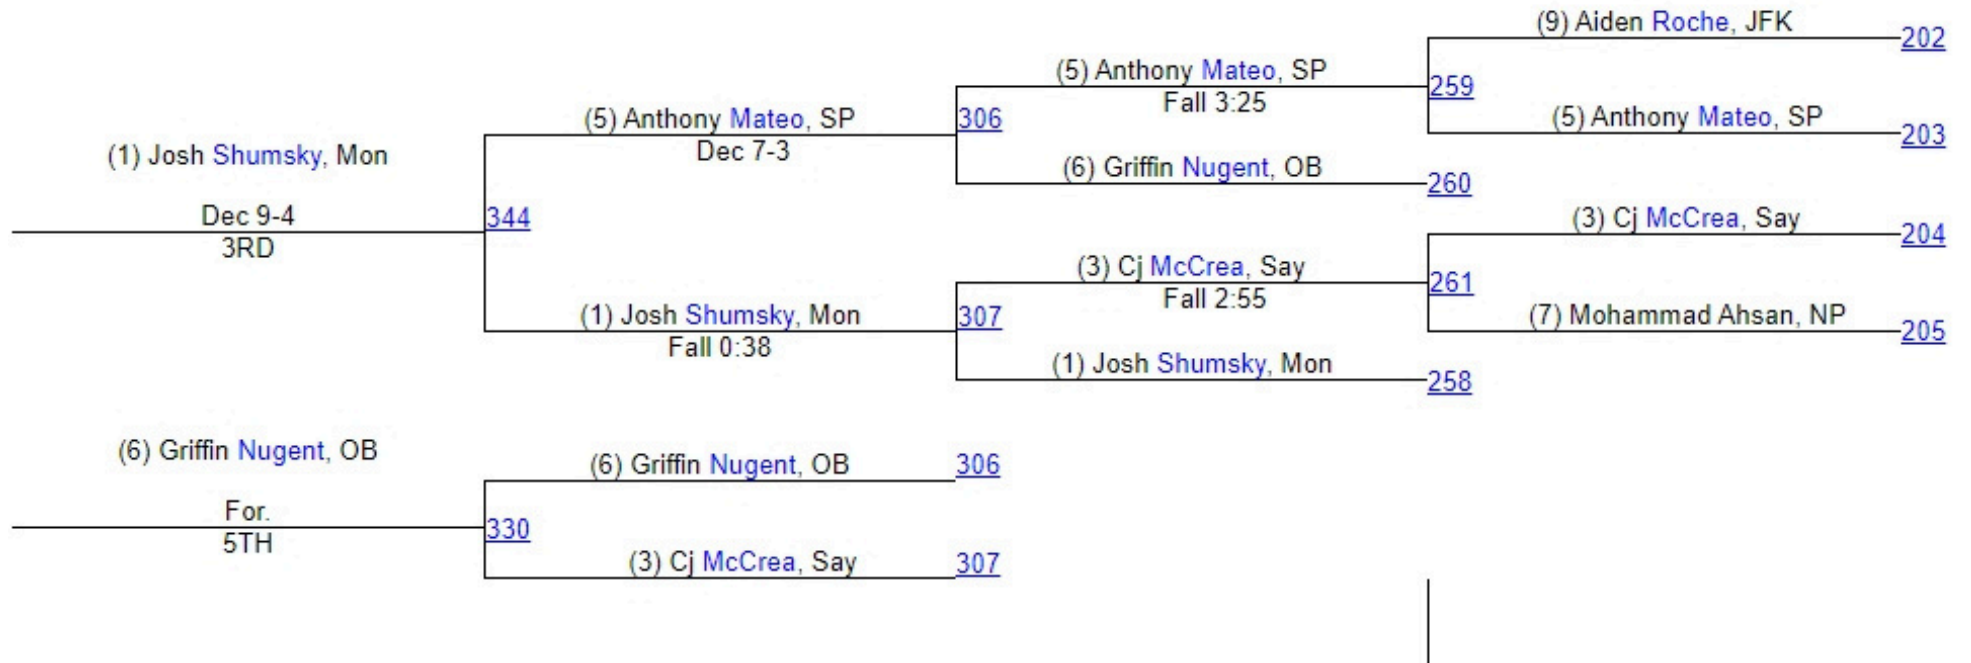 (9) Aiden Roche, JFK
202
(5) Anthony Mateo, SP
Fall 3:25
259
(5) Anthony Mateo, SP
203
(5) Anthony Mateo, SP
Dec 7-3
306
(6) Griffin Nugent, OB
260
(1) Josh Shumsky, Mon
Dec 9-4
3RD
344
(3) Cj McCrea, Say
204
(3) Cj McCrea, Say
Fall 2:55
261
(7) Mohammad Ahsan, NP
205
(1) Josh Shumsky, Mon
Fall 0:38
307
(1) Josh Shumsky, Mon
258
(6) Griffin Nugent, OB
For.
5TH
330
(6) Griffin Nugent, OB
306
(3) Cj McCrea, Say
307